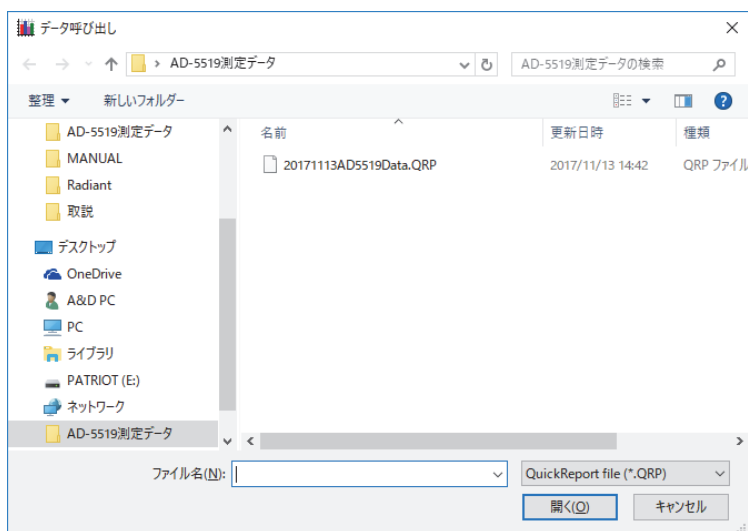 データ呼び出し
AD-5519測定データ
AD-5519測定データの検索
整理
新しいフォルダー
AD-5519測定データ
MANUAL
Radiant
取説
デスクトップ
OneDrive
A&D PC
PC
ライブラリ
PATRIOT (E:)
ネットワーク
AD-5519測定データ
名前
更新日時
種類
20171113AD5519Data.QRP
2017/11/13 14:42
QRP ファイル
ファイル名(N):
QuickReport file (*.QRP)
開く(O)
キャンセル